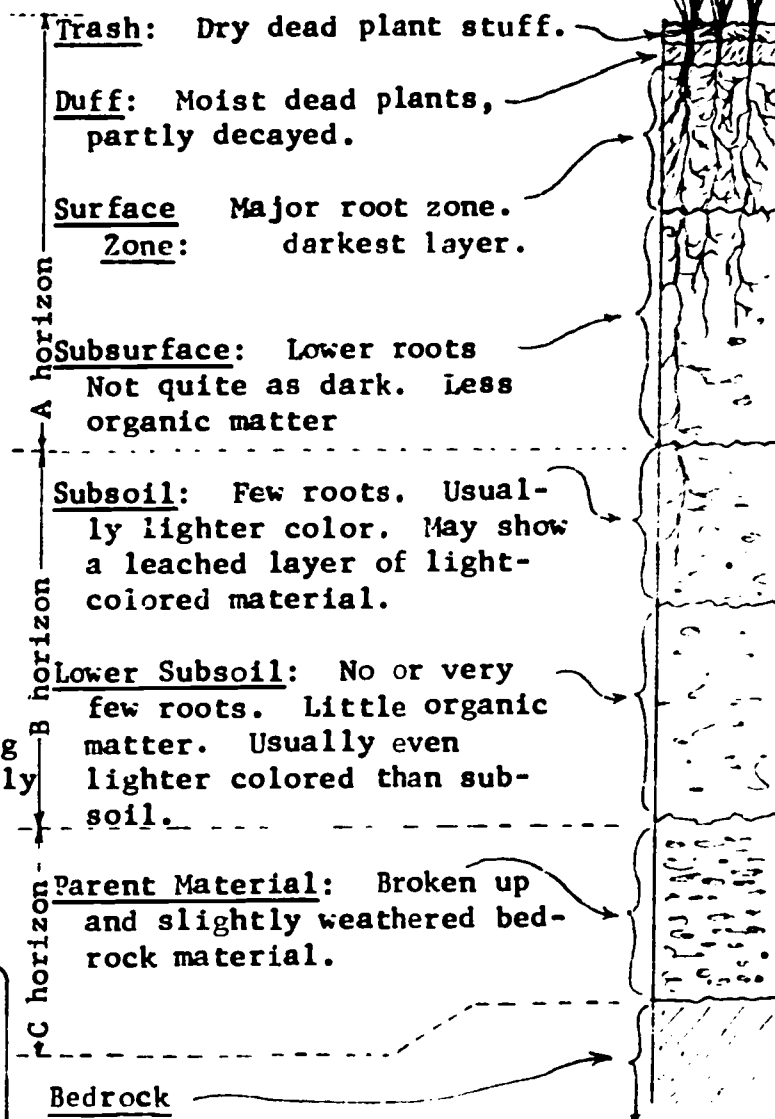 Trash: Dry dead plant stuff.
Duff: Moist dead plants,
partly decayed.
Surface Major root zone.
Zone: darkest layer.
A horizon
Subsurface: Lower roots
Not quite as dark. Less
organic matter
Subsoil: Few roots. Usual-
ly lighter color. May show
a leached layer of light-
colored material.
B horizon
Lower Subsoil: No or very
few roots. Little organic
g matter. Usually even
ly lighter colored than sub-
soil.
Parent Material: Broken up
and slightly weathered bed-
rock material.
C horizon
Bedrock